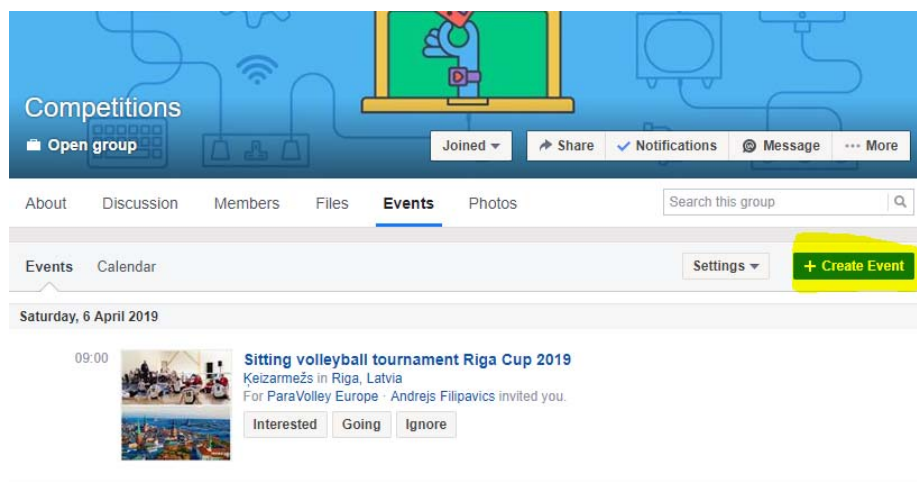 Competitions
Open group
Joined
Share
Notifications
Message
More
About Discussion Members Files Events Photos
Search this group
Events Calendar
Settings
+ Create Event
Saturday, 6 April 2019
09:00
Sitting volleyball tournament Riga Cup 2019
Ķeizarmežs in Riga, Latvia
For ParaVolley Europe · Andrejs Filipavics invited you.
Interested Going Ignore